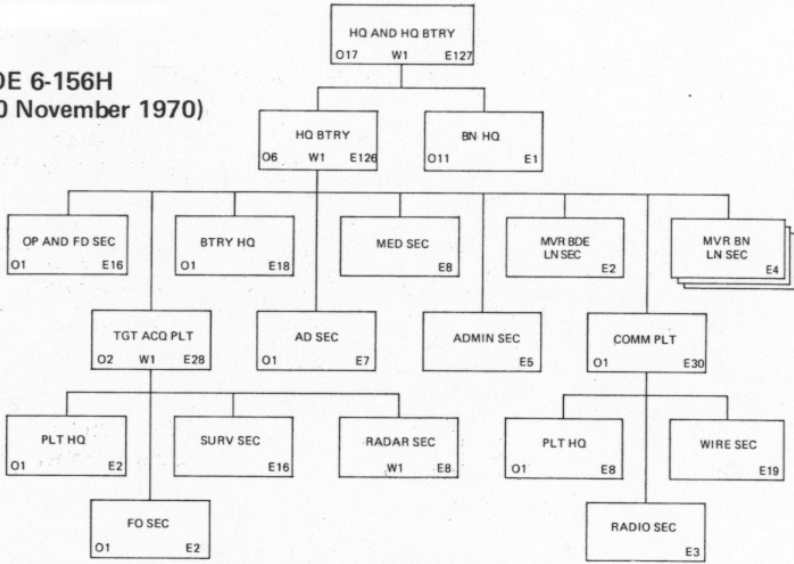 HQ AND HQ BTRY
O17 W1 E127
OE 6-156H
0 November 1970)
HQ BTRY
O6 W1 E126
BN HQ
O11 E1
OP AND FD SEC
O1 E16
BTRY HQ
O1 E18
MED SEC
E8
MVR BDE
LN SEC
E2
MVR BN
LN SEC
E4
TGT ACQ PLT
O2 W1 E28
AD SEC
O1 E7
ADMIN SEC
E5
COMM PLT
O1 E30
PLT HQ
O1 E2
SURV SEC
E16
RADAR SEC
W1 E8
PLT HQ
O1 E8
WIRE SEC
E19
FO SEC
O1 E2
RADIO SEC
E3